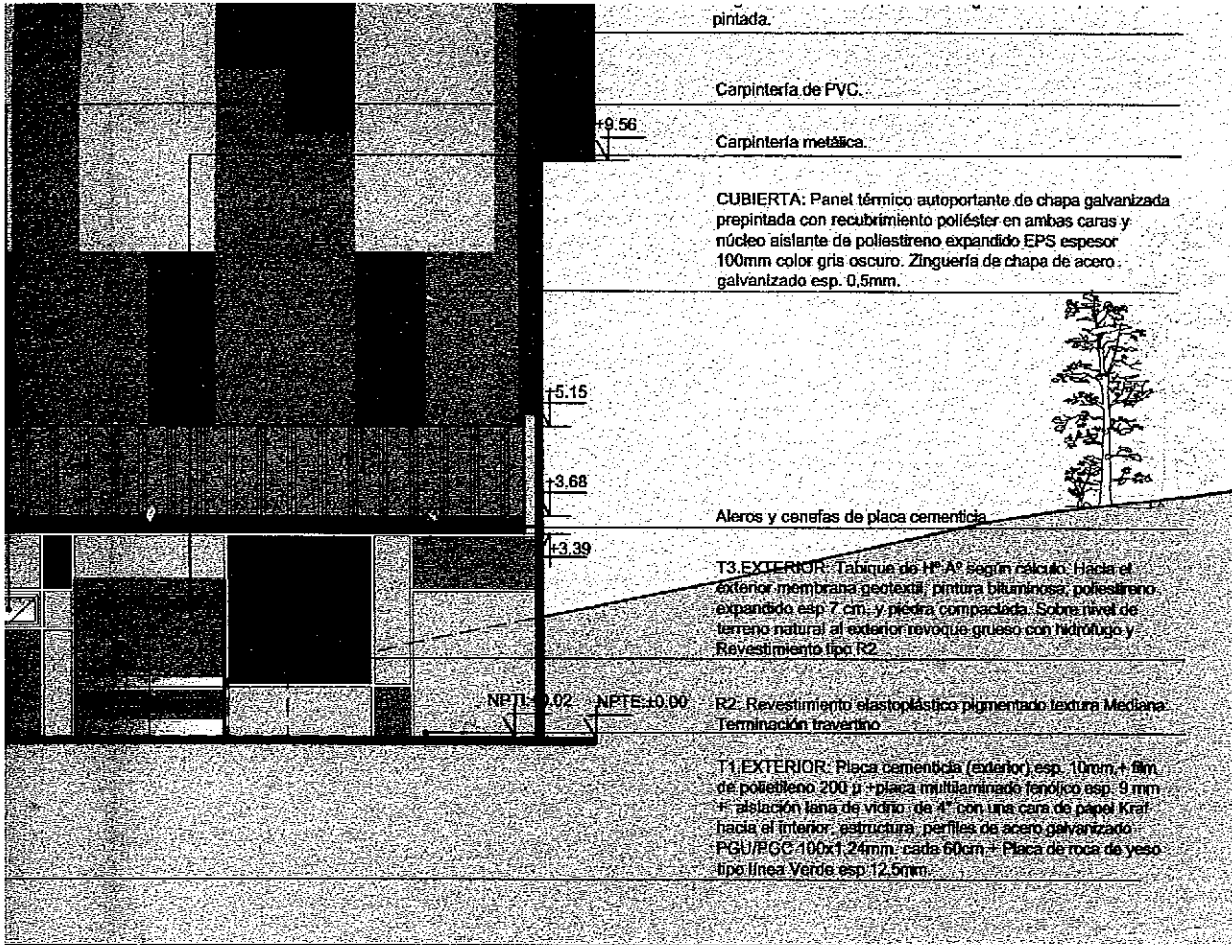 pintada.
Carpintería de PVC.
+9.56
Carpintería metálica.
CUBIERTA: Panel térmico autoportante de chapa galvanizada
prepintada con recubrimiento poliéster en ambas caras y
núcleo aislante de poliestireno expandido EPS espesor
100mm color gris oscuro. Zinguería de chapa de acero
galvanizado esp. 0,5mm.
+5.15
+3.68
Aleros y cenefas de placa cementicia
+3.39
T3.EXTERIOR: Tabique de HºAº según cálculo. Hacia el
exterior membrana geotextil, pintura bituminosa, poliestireno
expandido esp 7 cm. y piedra compactada. Sobre nivel de
terreno natural al exterior revoque grueso con hidrófugo y
Revestimiento tipo R2
NPTI:+0.02 NPTE:±0.00
R2: Revestimiento elastoplástico pigmentado textura Mediana
Terminación travertino
T1.EXTERIOR: Placa cementicia (exterior) esp. 10mm + film
de polietileno 200 µ +placa multilaminado fenólico esp. 9 mm
+ aislación lana de vidrio de 4" con una cara de papel Kraf
hacia el interior, estructura, perfiles de acero galvanizado
PGU/PGC 100x1,24mm. cada 60cm + Placa de roca de yeso
tipo línea Verde esp 12,5mm.